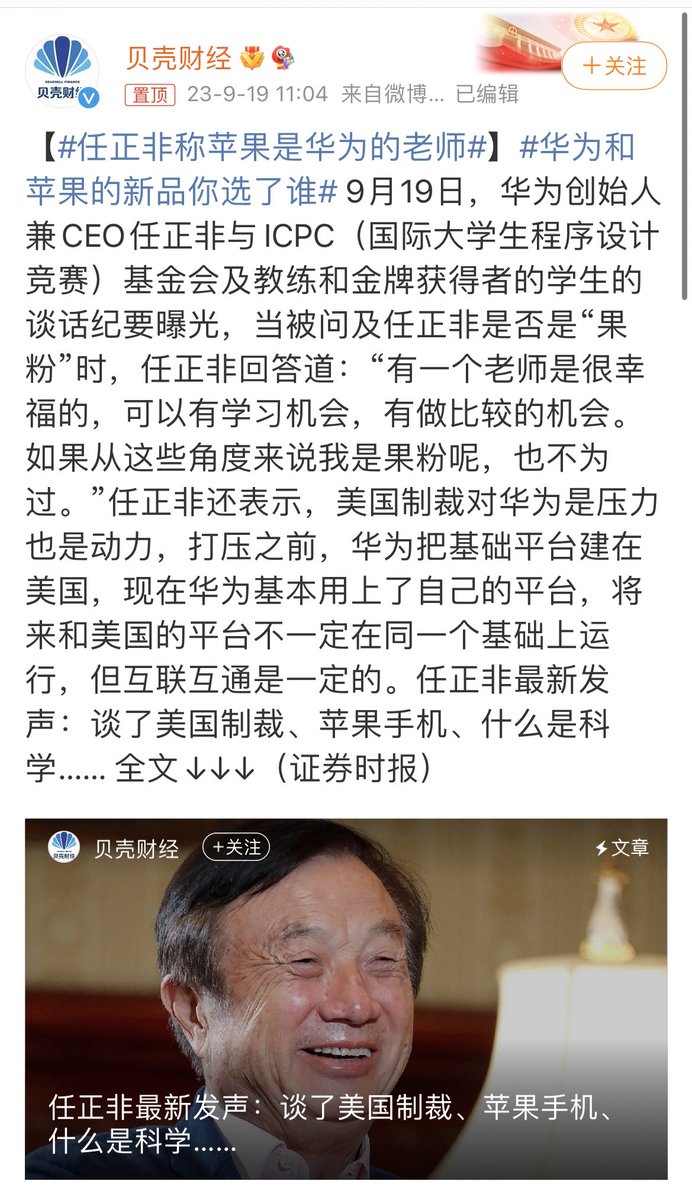 贝壳财经
SEASHELL FINANCE
贝壳财经
+关注
置顶 23-9-19 11:04 来自微博... 已编辑
【#任正非称苹果是华为的老师#】#华为和
苹果的新品你选了谁# 9月19日，华为创始人
兼CEO任正非与ICPC（国际大学生程序设计
竞赛）基金会及教练和金牌获得者的学生的
谈话纪要曝光，当被问及任正非是否是“果
粉”时，任正非回答道：“有一个老师是很幸
福的，可以有学习机会，有做比较的机会。
如果从这些角度来说我是果粉呢，也不为
过。”任正非还表示，美国制裁对华为是压力
也是动力，打压之前，华为把基础平台建在
美国，现在华为基本用上了自己的平台，将
来和美国的平台不一定在同一个基础上运
行，但互联互通是一定的。任正非最新发
声：谈了美国制裁、苹果手机、什么是科
学...... 全文↓↓↓（证券时报）
贝壳财经 +关注 文章
任正非最新发声：谈了美国制裁、苹果手机、
什么是科学......